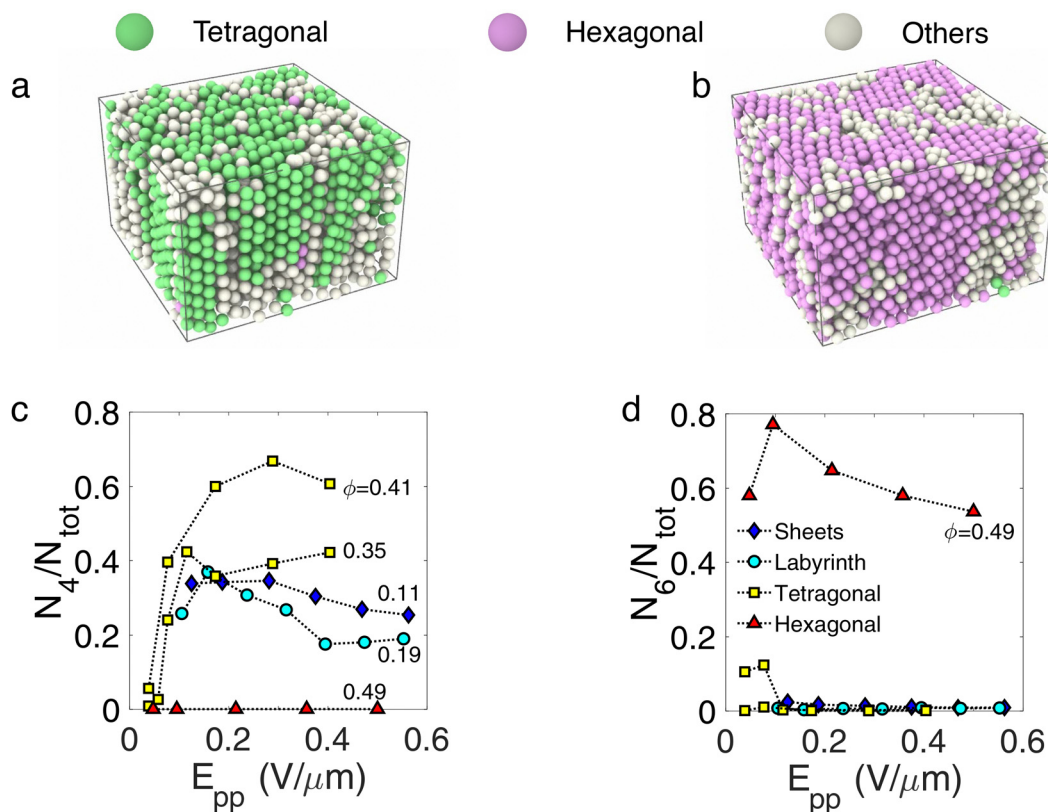 Tetragonal Hexagonal Others
a b
c d
0.8
0.6
0.4
0.2
0
0 0.2 0.4 0.6
N4/Ntot
Epp (V/μm)
ϕ=0.41
0.35
0.11
0.19
0.49
0.8
0.6
0.4
0.2
0
0 0.2 0.4 0.6
N6/Ntot
Epp (V/μm)
ϕ=0.49
Sheets
Labyrinth
Tetragonal
Hexagonal